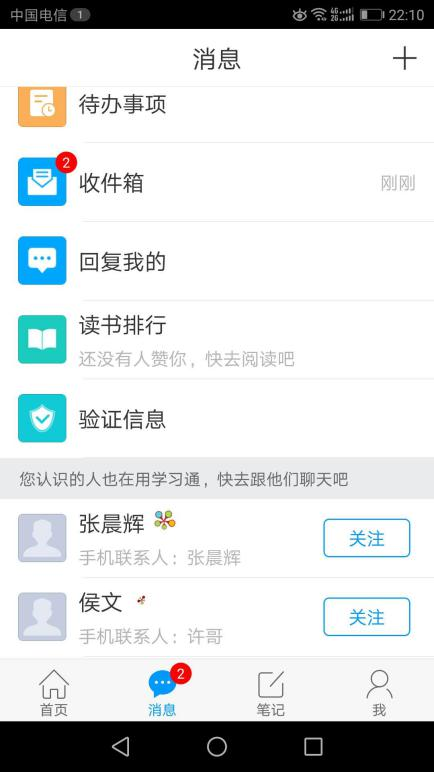 中国电信 1 4G 2G 22:10
消息
待办事项
2
收件箱 刚刚
回复我的
读书排行
还没有人赞你，快去阅读吧
验证信息
您认识的人也在用学习通，快去跟他们聊天吧
张晨辉
手机联系人：张晨辉
关注
侯文
手机联系人：许哥
关注
2
首页 消息 笔记 我